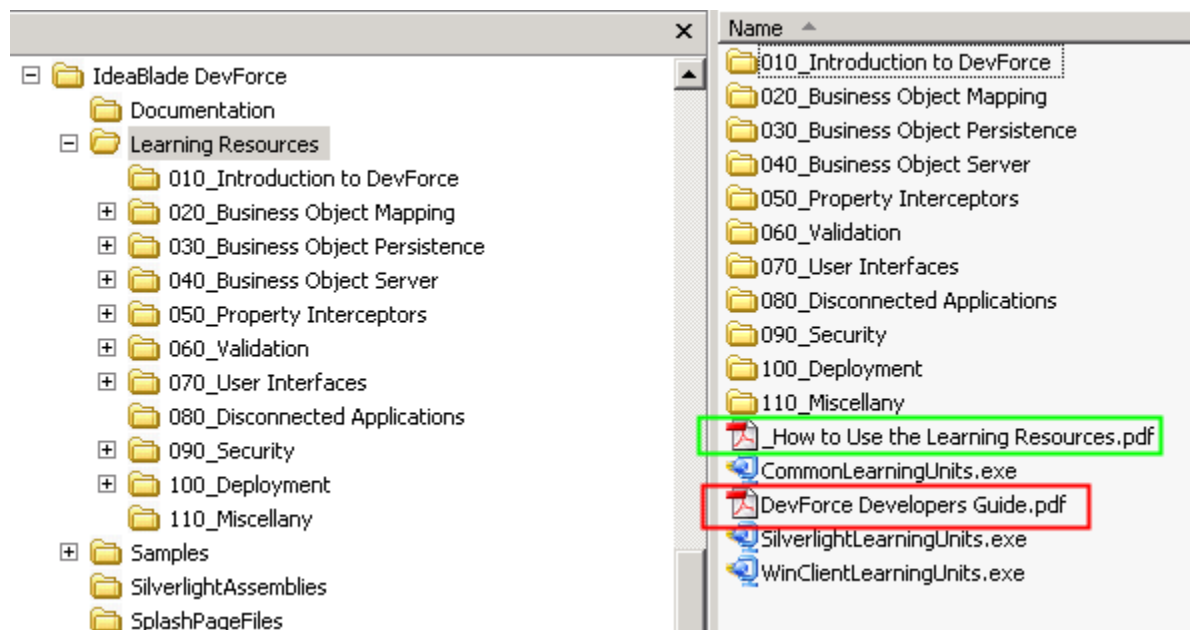 IdeaBlade DevForce
Documentation
Learning Resources
010_Introduction to DevForce
020_Business Object Mapping
030_Business Object Persistence
040_Business Object Server
050_Property Interceptors
060_Validation
070_User Interfaces
080_Disconnected Applications
090_Security
100_Deployment
110_Miscellany
Samples
SilverlightAssemblies
SplashPageFiles
Name
010_Introduction to DevForce
020_Business Object Mapping
030_Business Object Persistence
040_Business Object Server
050_Property Interceptors
060_Validation
070_User Interfaces
080_Disconnected Applications
090_Security
100_Deployment
110_Miscellany
_How to Use the Learning Resources.pdf
CommonLearningUnits.exe
DevForce Developers Guide.pdf
SilverlightLearningUnits.exe
WinClientLearningUnits.exe